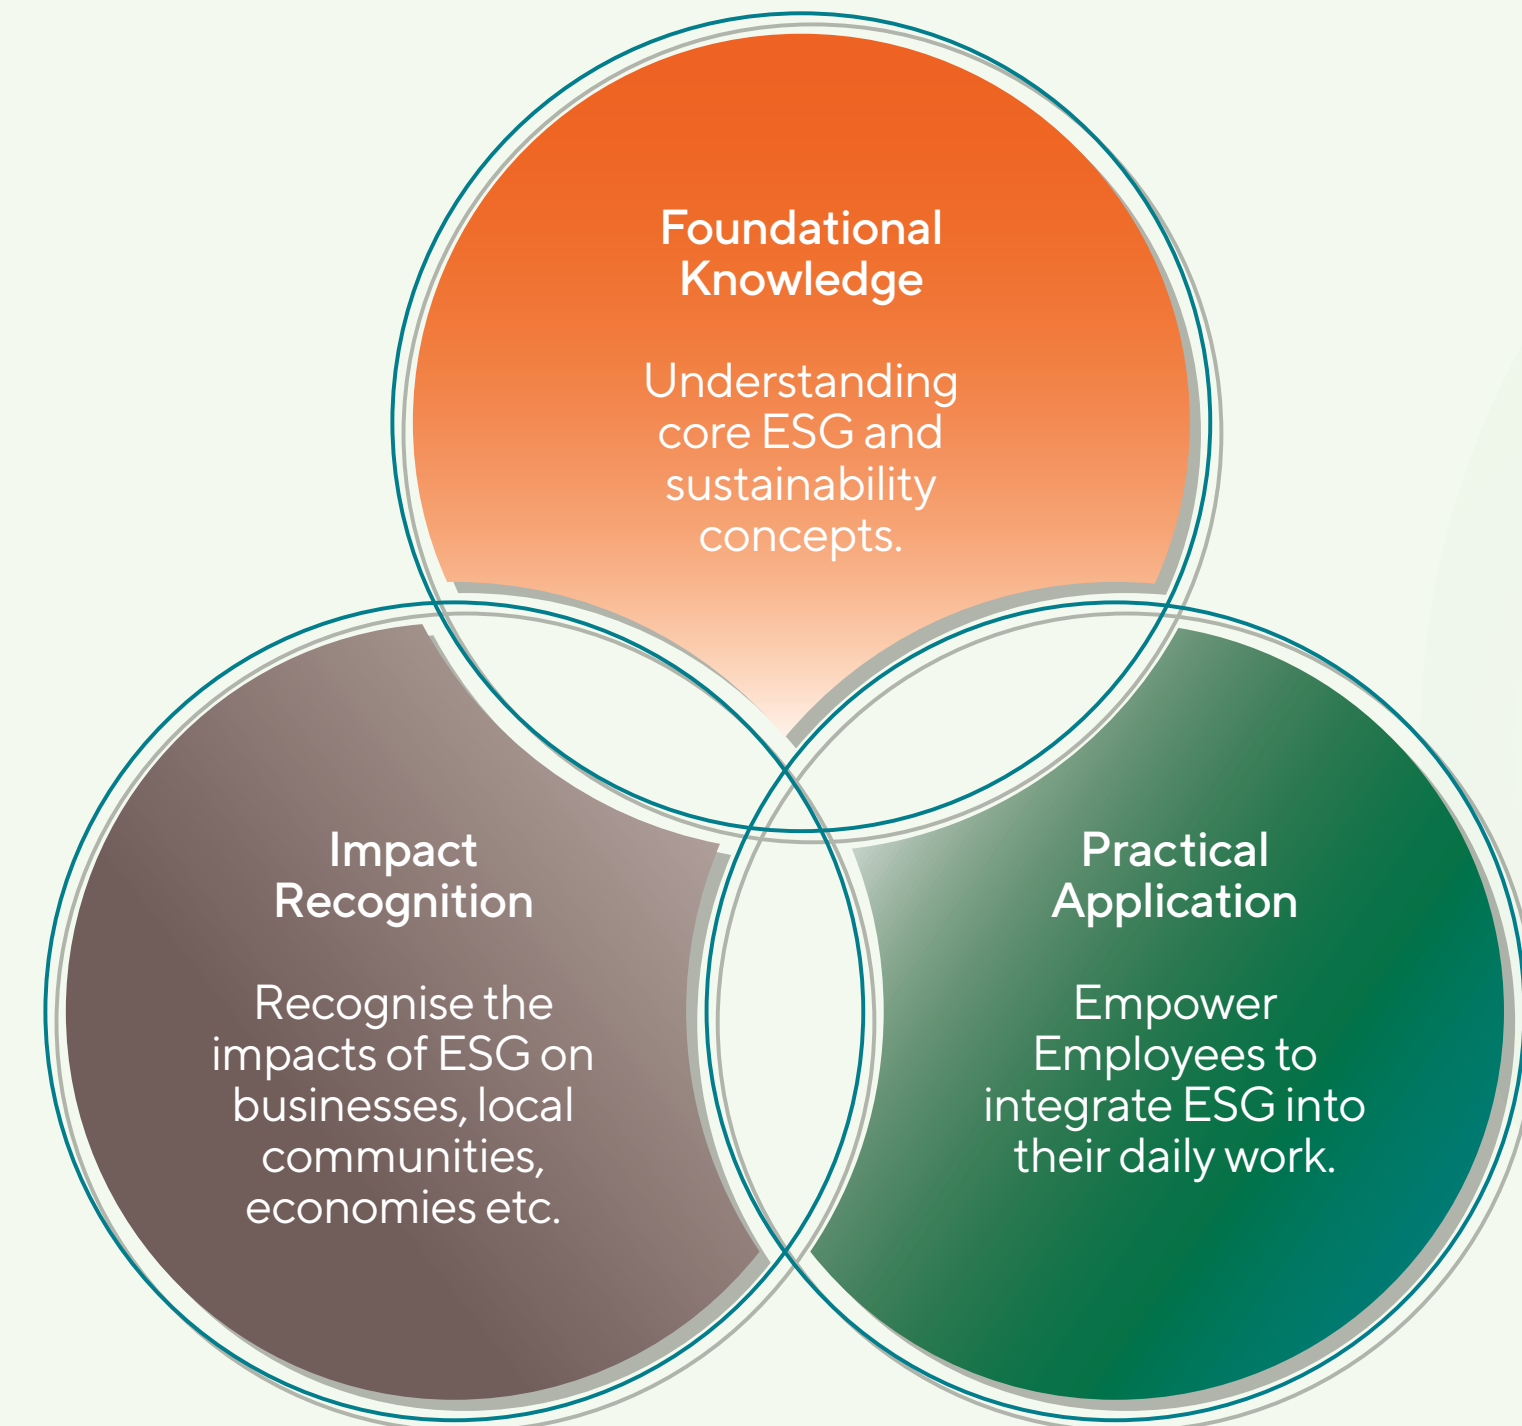 Foundational
Knowledge
Understanding
core ESG and
sustainability
concepts.
Impact
Recognition
Recognise the
impacts of ESG on
businesses, local
communities,
economies etc.
Practical
Application
Empower
Employees to
integrate ESG into
their daily work.